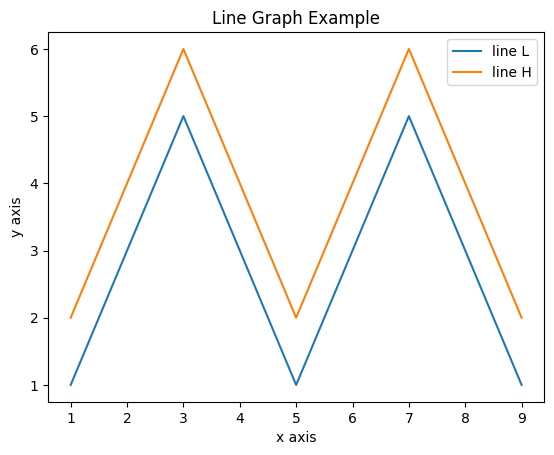 Line Graph Example
line L
line H
y axis
6
5
4
3
2
1
1 2 3 4 5 6 7 8 9
x axis